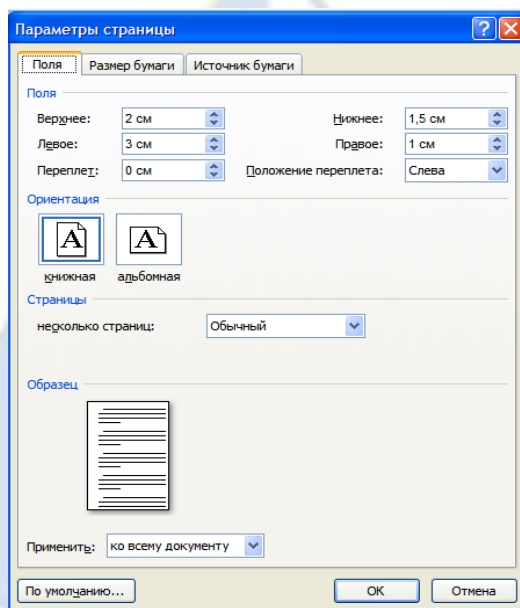 Параметры страницы
Поля Размер бумаги Источник бумаги
Поля
Верхнее: 2 см Нижнее: 1,5 см
Левое: 3 см Правое: 1 см
Переплет: 0 см Положение переплета: Слева
Ориентация
A A
книжная альбомная
Страницы
несколько страниц: Обычный
Образец
Применить: ко всему документу
По умолчанию... ОК Отмена